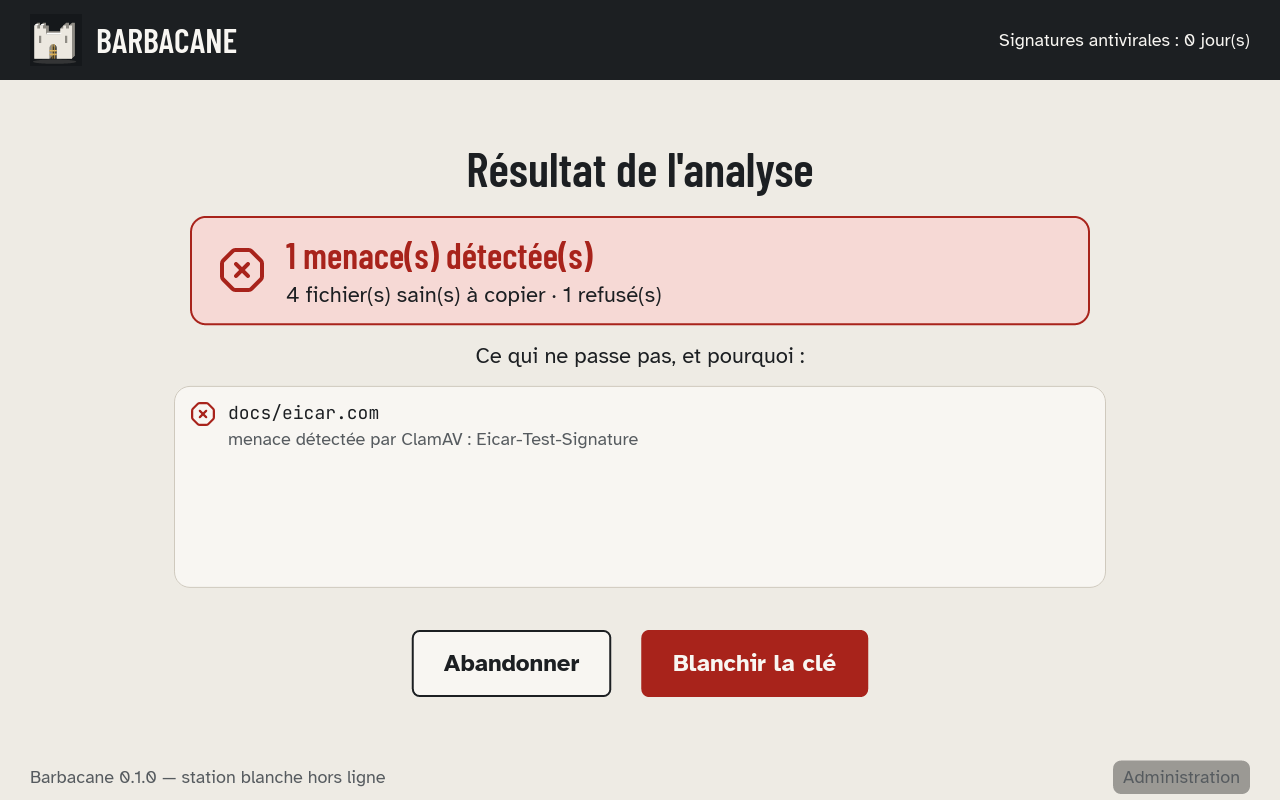 BARBACANE
Signatures antivirales : 0 jour(s)
Résultat de l'analyse
1 menace(s) détectée(s)
4 fichier(s) sain(s) à copier · 1 refusé(s)
Ce qui ne passe pas, et pourquoi :
docs/eicar.com
menace détectée par ClamAV : Eicar-Test-Signature
Abandonner
Blanchir la clé
Barbacane 0.1.0 — station blanche hors ligne
Administration